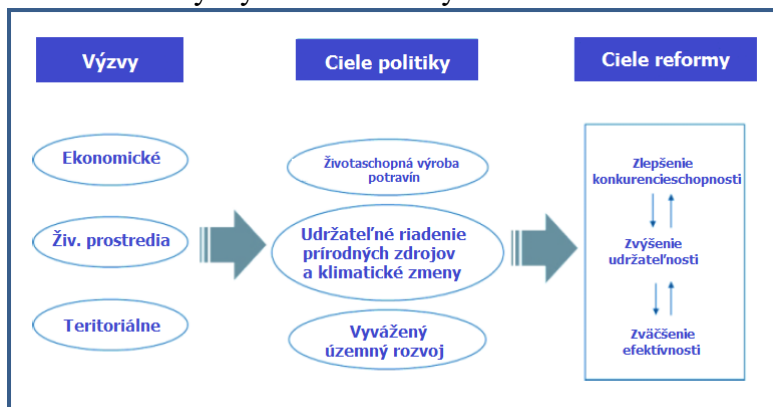 Výzvy
Ciele politiky
Ciele reformy
Ekonomické
Živ. prostredia
Teritoriálne
Životaschopná výroba
potravín
Udržateľné riadenie
prírodných zdrojov
a klimatické zmeny
Vyvážený
územný rozvoj
Zlepšenie
konkurencieschopnosti
Zvýšenie
udržateľnosti
Zväčšenie
efektívnosti